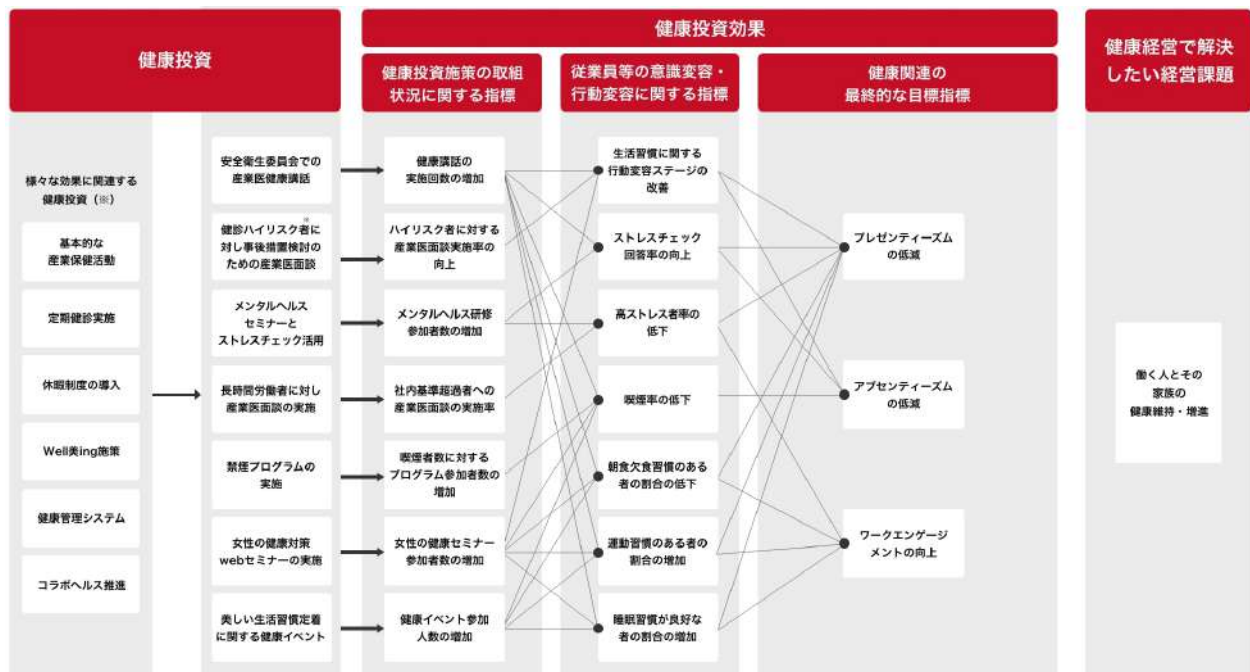 健康投資
健康投資効果
健康経営で解決
したい経営課題
健康投資施策の取組
状況に関する指標
従業員等の意識変容・
行動変容に関する指標
健康関連の
最終的な目標指標
様々な効果に関連する
健康投資（※）
基本的な
産業保健活動
定期健診実施
休暇制度の導入
Well美ing施策
健康管理システム
コラボヘルス推進
安全衛生委員会での
産業医健康講話
健診ハイリスク者※に
対し事後措置検討の
ための産業医面談
メンタルヘルス
セミナーと
ストレスチェック活用
長時間労働者に対し
産業医面談の実施
禁煙プログラムの
実施
女性の健康対策
webセミナーの実施
美しい生活習慣定着
に関する健康イベント
健康講話の
実施回数の増加
ハイリスク者に対する
産業医面談実施率の
向上
メンタルヘルス研修
参加者数の増加
社内基準超過者への
産業医面談の実施率
喫煙者数に対する
プログラム参加者数の
増加
女性の健康セミナー
参加者数の増加
健康イベント参加
人数の増加
生活習慣に関する
行動変容ステージの
改善
ストレスチェック
回答率の向上
高ストレス者率の
低下
喫煙率の低下
朝食欠食習慣のある
者の割合の低下
運動習慣のある者の
割合の増加
睡眠習慣が良好な
者の割合の増加
プレゼンティーズム
の低減
アブセンティーズム
の低減
ワークエンゲージ
メントの向上
働く人とその
家族の
健康維持・増進